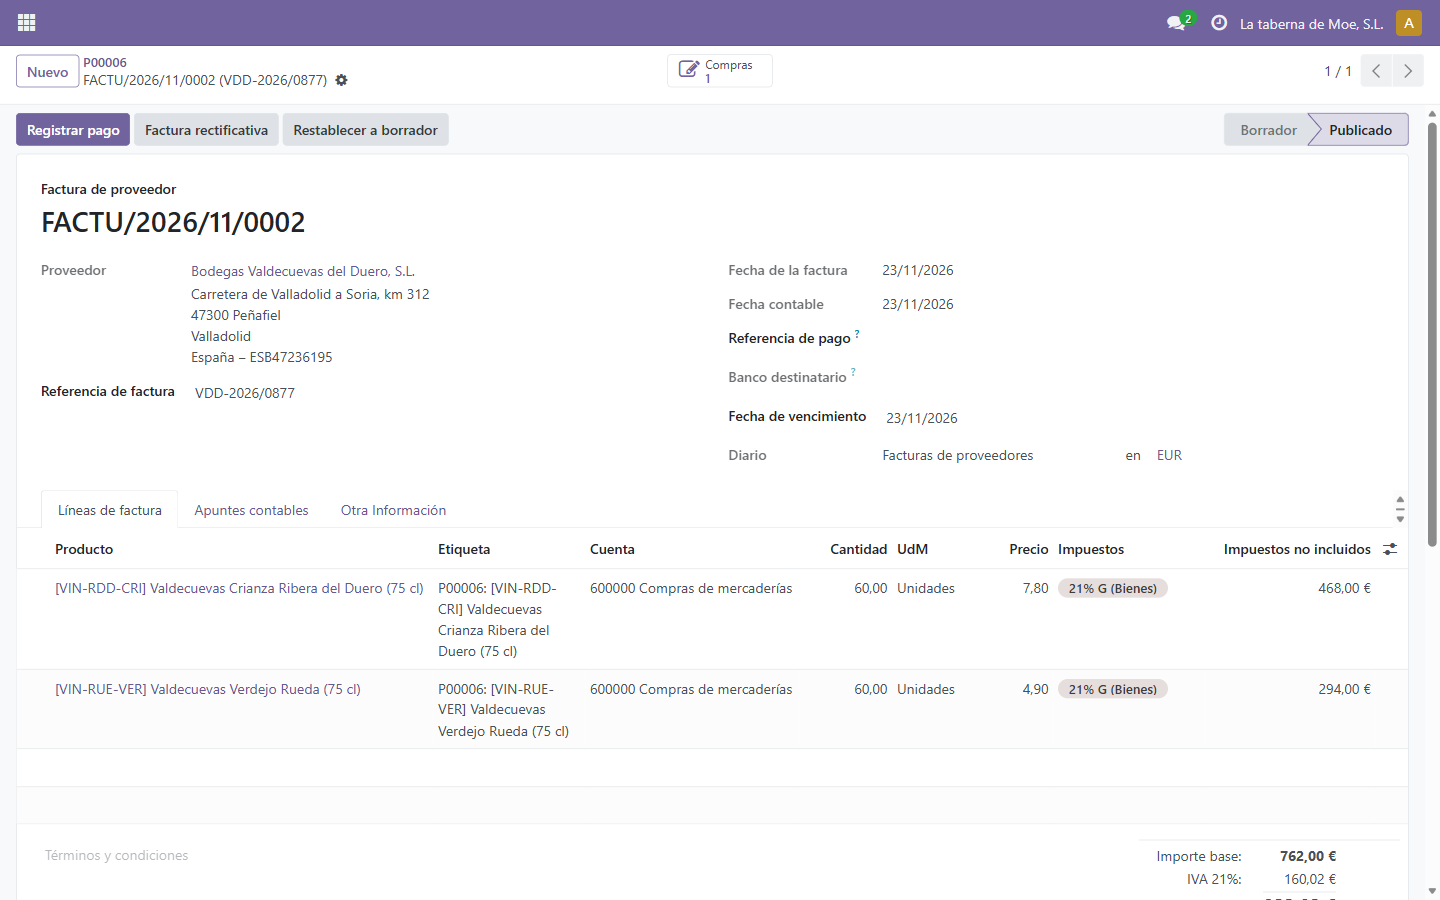 2
La taberna de Moe, S.L.
A
Nuevo
P00006
FACTU/2026/11/0002 (VDD-2026/0877)
Compras
1
1 / 1
Registrar pago
Factura rectificativa
Restablecer a borrador
Borrador
Publicado
Factura de proveedor
FACTU/2026/11/0002
Proveedor
Bodegas Valdecuevas del Duero, S.L.
Carretera de Valladolid a Soria, km 312
47300 Peñafiel
Valladolid
España – ESB47236195
Referencia de factura
VDD-2026/0877
Fecha de la factura
23/11/2026
Fecha contable
23/11/2026
Referencia de pago ?
Banco destinatario ?
Fecha de vencimiento
23/11/2026
Diario
Facturas de proveedores
en
EUR
Líneas de factura
Apuntes contables
Otra Información
Producto
Etiqueta
Cuenta
Cantidad
UdM
Precio
Impuestos
Impuestos no incluidos
[VIN-RDD-CRI] Valdecuevas Crianza Ribera del Duero (75 cl)
P00006: [VIN-RDD-
CRI] Valdecuevas
Crianza Ribera del
Duero (75 cl)
600000 Compras de mercaderías
60,00
Unidades
7,80
21% G (Bienes)
468,00 €
[VIN-RUE-VER] Valdecuevas Verdejo Rueda (75 cl)
P00006: [VIN-RUE-
VER] Valdecuevas
Verdejo Rueda (75 cl)
600000 Compras de mercaderías
60,00
Unidades
4,90
21% G (Bienes)
294,00 €
Términos y condiciones
Importe base:
762,00 €
IVA 21%:
160,02 €